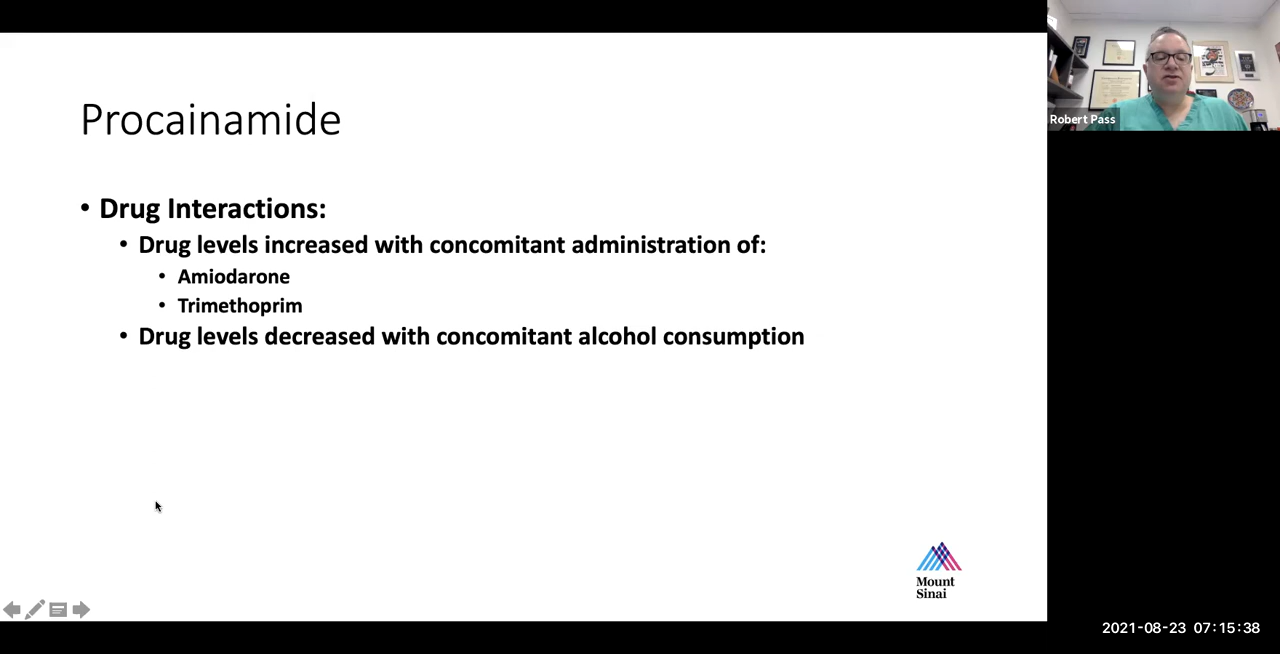 Procainamide
• Drug Interactions:
• Drug levels increased with concomitant administration of:
• Amiodarone
• Trimethoprim
• Drug levels decreased with concomitant alcohol consumption
Mount
Sinai
Robert Pass
2021-08-23 07:15:38